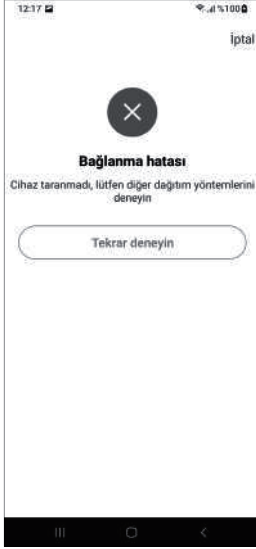 12:17 %100
İptal
Bağlanma hatası
Cihaz taranmadı, lütfen diğer dağıtım yöntemlerini
deneyin
Tekrar deneyin